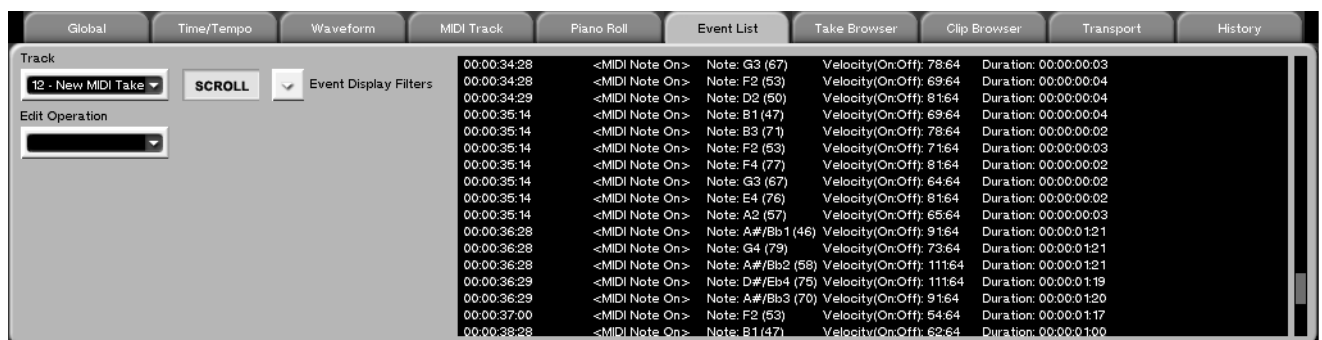 Global Time/Tempo Waveform MIDI Track Piano Roll Event List Take Browser Clip Browser Transport History
Track
12 - New MIDI Take
SCROLL
Event Display Filters
Edit Operation
00:00:34:28 <MIDI Note On> Note: G3 (67) Velocity(On:Off): 78:64 Duration: 00:00:00:03
00:00:34:28 <MIDI Note On> Note: F2 (53) Velocity(On:Off): 69:64 Duration: 00:00:00:04
00:00:34:29 <MIDI Note On> Note: D2 (50) Velocity(On:Off): 81:64 Duration: 00:00:00:04
00:00:35:14 <MIDI Note On> Note: B1 (47) Velocity(On:Off): 69:64 Duration: 00:00:00:04
00:00:35:14 <MIDI Note On> Note: B3 (71) Velocity(On:Off): 78:64 Duration: 00:00:00:02
00:00:35:14 <MIDI Note On> Note: F2 (53) Velocity(On:Off): 71:64 Duration: 00:00:00:03
00:00:35:14 <MIDI Note On> Note: F4 (77) Velocity(On:Off): 81:64 Duration: 00:00:00:02
00:00:35:14 <MIDI Note On> Note: G3 (67) Velocity(On:Off): 64:64 Duration: 00:00:00:02
00:00:35:14 <MIDI Note On> Note: E4 (76) Velocity(On:Off): 81:64 Duration: 00:00:00:02
00:00:35:14 <MIDI Note On> Note: A2 (57) Velocity(On:Off): 65:64 Duration: 00:00:00:03
00:00:36:28 <MIDI Note On> Note: A#/Bb1 (46) Velocity(On:Off): 91:64 Duration: 00:00:01:21
00:00:36:28 <MIDI Note On> Note: G4 (79) Velocity(On:Off): 73:64 Duration: 00:00:01:21
00:00:36:28 <MIDI Note On> Note: A#/Bb2 (58) Velocity(On:Off): 111:64 Duration: 00:00:01:21
00:00:36:29 <MIDI Note On> Note: D#/Eb4 (75) Velocity(On:Off): 111:64 Duration: 00:00:01:19
00:00:36:29 <MIDI Note On> Note: A#/Bb3 (70) Velocity(On:Off): 91:64 Duration: 00:00:01:20
00:00:37:00 <MIDI Note On> Note: F2 (53) Velocity(On:Off): 54:64 Duration: 00:00:01:17
00:00:38:28 <MIDI Note On> Note: B1 (47) Velocity(On:Off): 62:64 Duration: 00:00:01:00